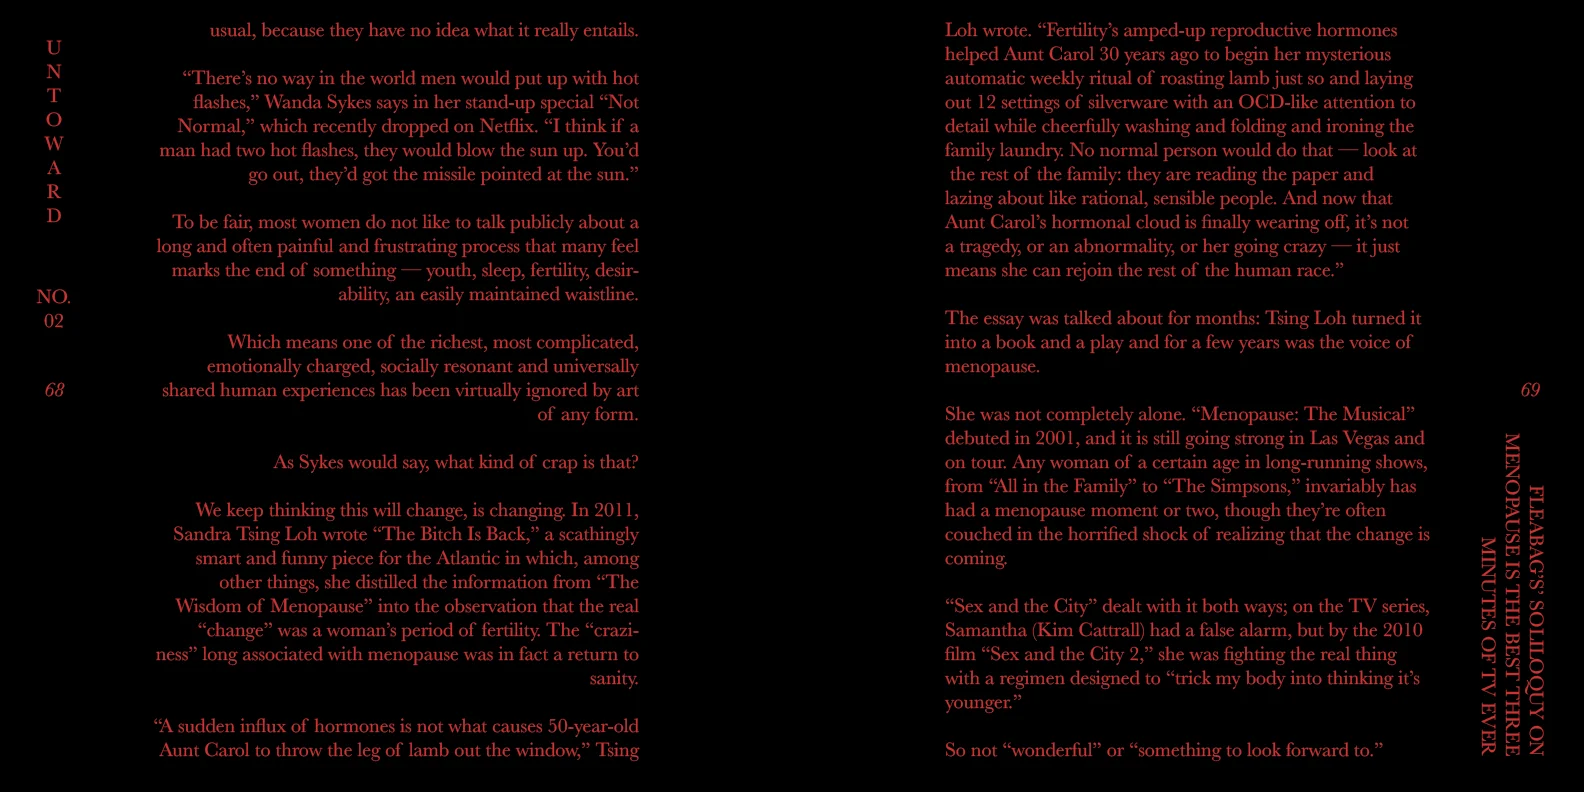 U
N
T
O
W
A
R
D
NO.
02
68
usual, because they have no idea what it really entails.
“There’s no way in the world men would put up with hot
flashes,” Wanda Sykes says in her stand-up special “Not
Normal,” which recently dropped on Netflix. “I think if a
man had two hot flashes, they would blow the sun up. You’d
go out, they’d got the missile pointed at the sun.”
To be fair, most women do not like to talk publicly about a
long and often painful and frustrating process that many feel
marks the end of something — youth, sleep, fertility, desir-
ability, an easily maintained waistline.
Which means one of the richest, most complicated,
emotionally charged, socially resonant and universally
shared human experiences has been virtually ignored by art
of any form.
As Sykes would say, what kind of crap is that?
We keep thinking this will change, is changing. In 2011,
Sandra Tsing Loh wrote “The Bitch Is Back,” a scathingly
smart and funny piece for the Atlantic in which, among
other things, she distilled the information from “The
Wisdom of Menopause” into the observation that the real
“change” was a woman’s period of fertility. The “crazi-
ness” long associated with menopause was in fact a return to
sanity.
“A sudden influx of hormones is not what causes 50-year-old
Aunt Carol to throw the leg of lamb out the window,” Tsing
Loh wrote. “Fertility’s amped-up reproductive hormones
helped Aunt Carol 30 years ago to begin her mysterious
automatic weekly ritual of roasting lamb just so and laying
out 12 settings of silverware with an OCD-like attention to
detail while cheerfully washing and folding and ironing the
family laundry. No normal person would do that — look at
the rest of the family: they are reading the paper and
lazing about like rational, sensible people. And now that
Aunt Carol’s hormonal cloud is finally wearing off, it’s not
a tragedy, or an abnormality, or her going crazy — it just
means she can rejoin the rest of the human race.”
The essay was talked about for months: Tsing Loh turned it
into a book and a play and for a few years was the voice of
menopause.
She was not completely alone. “Menopause: The Musical”
debuted in 2001, and it is still going strong in Las Vegas and
on tour. Any woman of a certain age in long-running shows,
from “All in the Family” to “The Simpsons,” invariably has
had a menopause moment or two, though they’re often
couched in the horrified shock of realizing that the change is
coming.
“Sex and the City” dealt with it both ways; on the TV series,
Samantha (Kim Cattrall) had a false alarm, but by the 2010
film “Sex and the City 2,” she was fighting the real thing
with a regimen designed to “trick my body into thinking it’s
younger.”
So not “wonderful” or “something to look forward to.”
69
FLEABAG’S’ SOLILOQUY ON
MENOPAUSE IS THE BEST THREE
MINUTES OF TV EVER